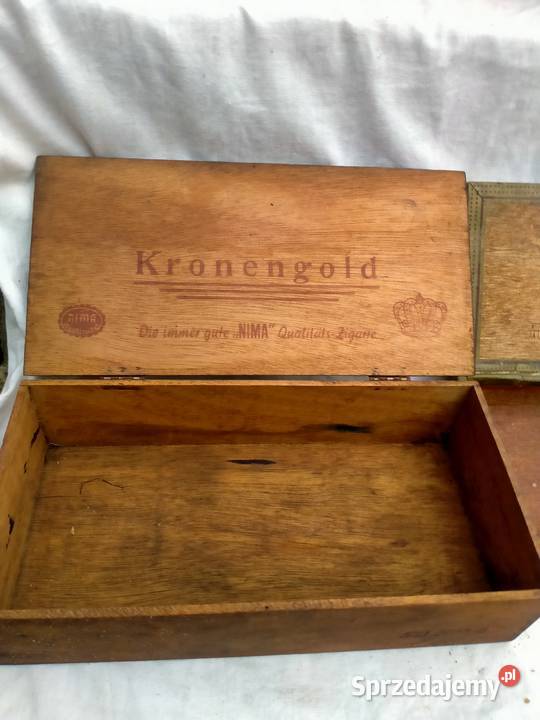 Kronengold
NIMA
Die immer gute „NIMA" Qualitäts-Zigarre
Sprzedajemy.pl